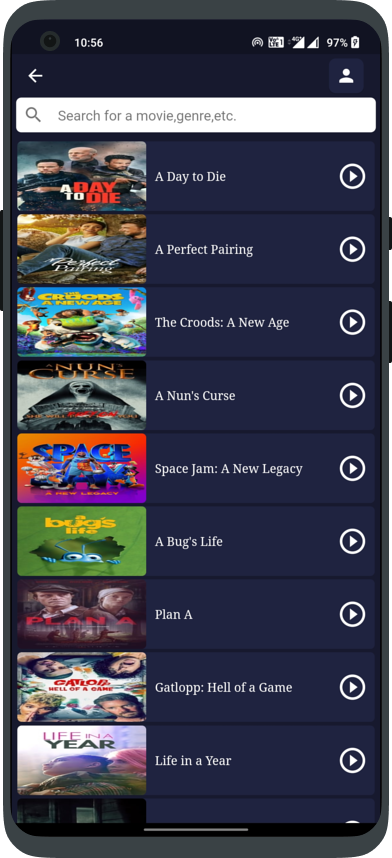 10:56
4G+
97%
Search for a movie,genre,etc.
A DAY TO DIE
A Day to Die
A Perfect Pairing
Perfect
Pairing
THE CROODS
A NEW AGE
The Croods: A New Age
A NUN'S
CURSE
A Nun's Curse
SPACE
JAM
A NEW LEGACY
Space Jam: A New Legacy
a bug's
life
A Bug's Life
PLAN A
Plan A
GATLOPP
HELL OF A GAME
Gatlopp: Hell of a Game
LIFE IN A
YEAR
Life in a Year